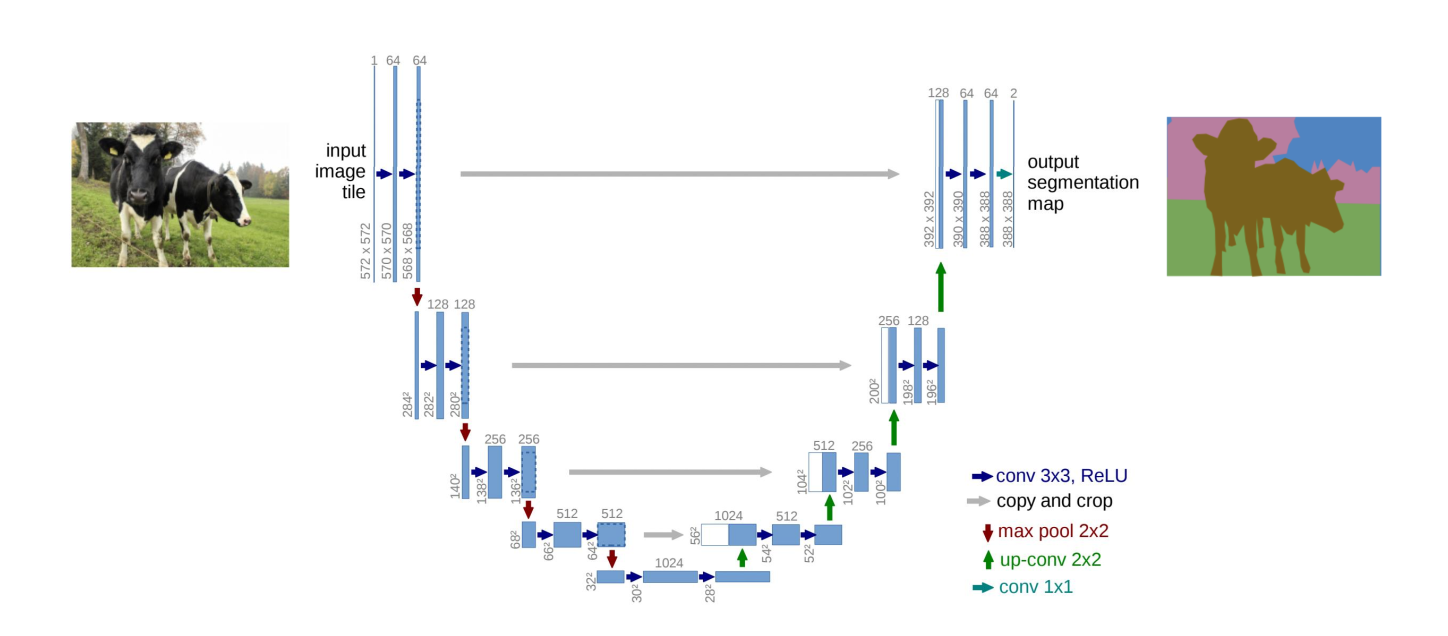 1 64 64
input
image
tile
572 x 572
570 x 570
568 x 568
128 64 64 2
392 x 392
390 x 390
388 x 388
388 x 388
output
segmentation
map
128 128
284²
282²
280²
256 128
200²
198²
196²
256 256
140²
138²
136²
512 256
104²
102²
100²
512 512
68²
66²
64²
1024 512
56²
54²
52²
1024
32²
30²
28²
conv 3x3, ReLU
copy and crop
max pool 2x2
up-conv 2x2
conv 1x1